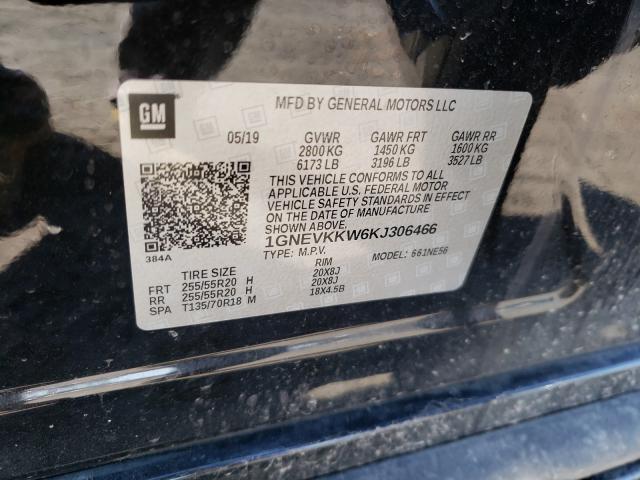 GM
MFD BY GENERAL MOTORS LLC
05/19 GVWR GAWR FRT GAWR RR
2800 KG 1450 KG 1600 KG
6173 LB 3196 LB 3527 LB
THIS VEHICLE CONFORMS TO ALL
APPLICABLE U.S. FEDERAL MOTOR
VEHICLE SAFETY STANDARDS IN EFFECT
ON THE DATE OF MANUFACTURE
SHOWN ABOVE.
1GNEVKKW6KJ306466
TYPE: M.P.V. MODEL: 661NE56
384A
TIRE SIZE RIM
FRT 255/55R20 H 20X8J
RR 255/55R20 H 20X8J
SPA T135/70R18 M 18X4.5B